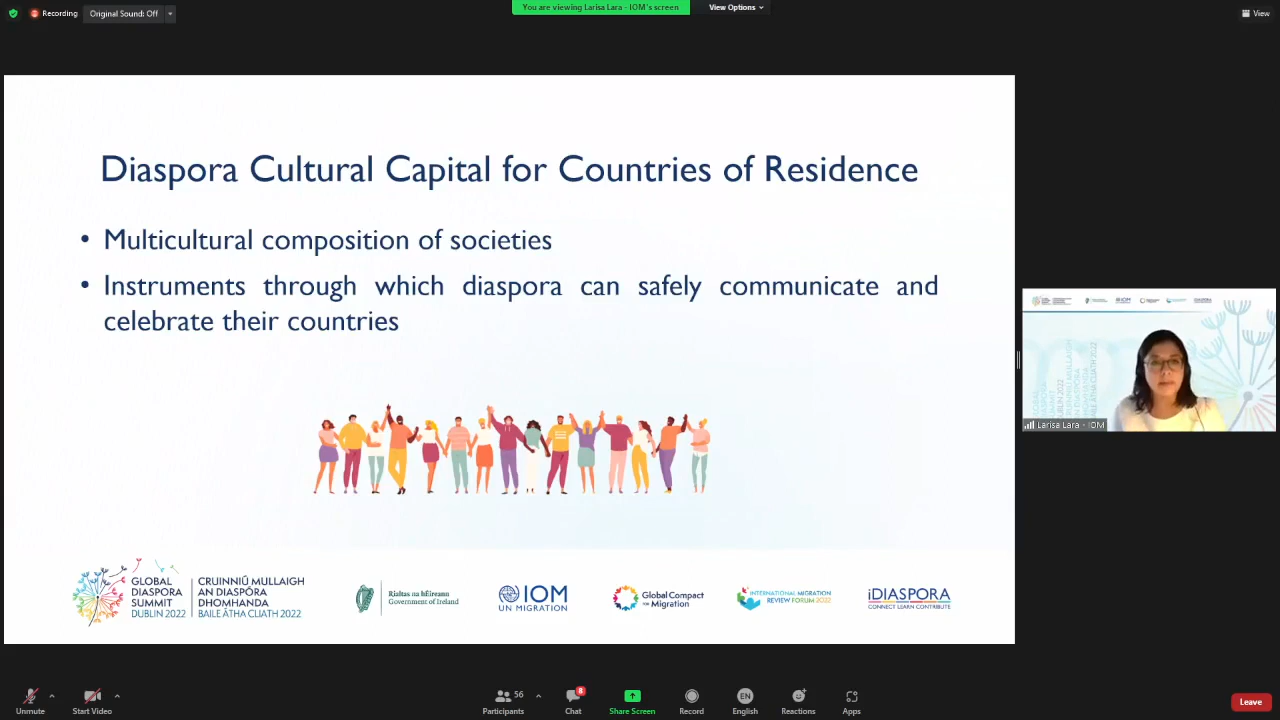 Recording
Original Sound: Off
You are viewing Larisa Lara - IOM's screen
View Options
View
Diaspora Cultural Capital for Countries of Residence
• Multicultural composition of societies
• Instruments through which diaspora can safely communicate and
celebrate their countries
Larisa Lara - IOM
GLOBAL
DIASPORA
SUMMIT
DUBLIN 2022
CRUINNIÚ MULLAIGH
AN DIASPÓRA
DHOMHANDA
BAILE ÁTHA CLIATH 2022
Rialtas na hÉireann
Government of Ireland
IOM
UN MIGRATION
Global Compact
for Migration
INTERNATIONAL MIGRATION
REVIEW FORUM 2022
iDIASPORA
CONNECT LEARN CONTRIBUTE
Unmute
Start Video
56
Participants
8
Chat
Share Screen
Record
EN
English
Reactions
Apps
Leave